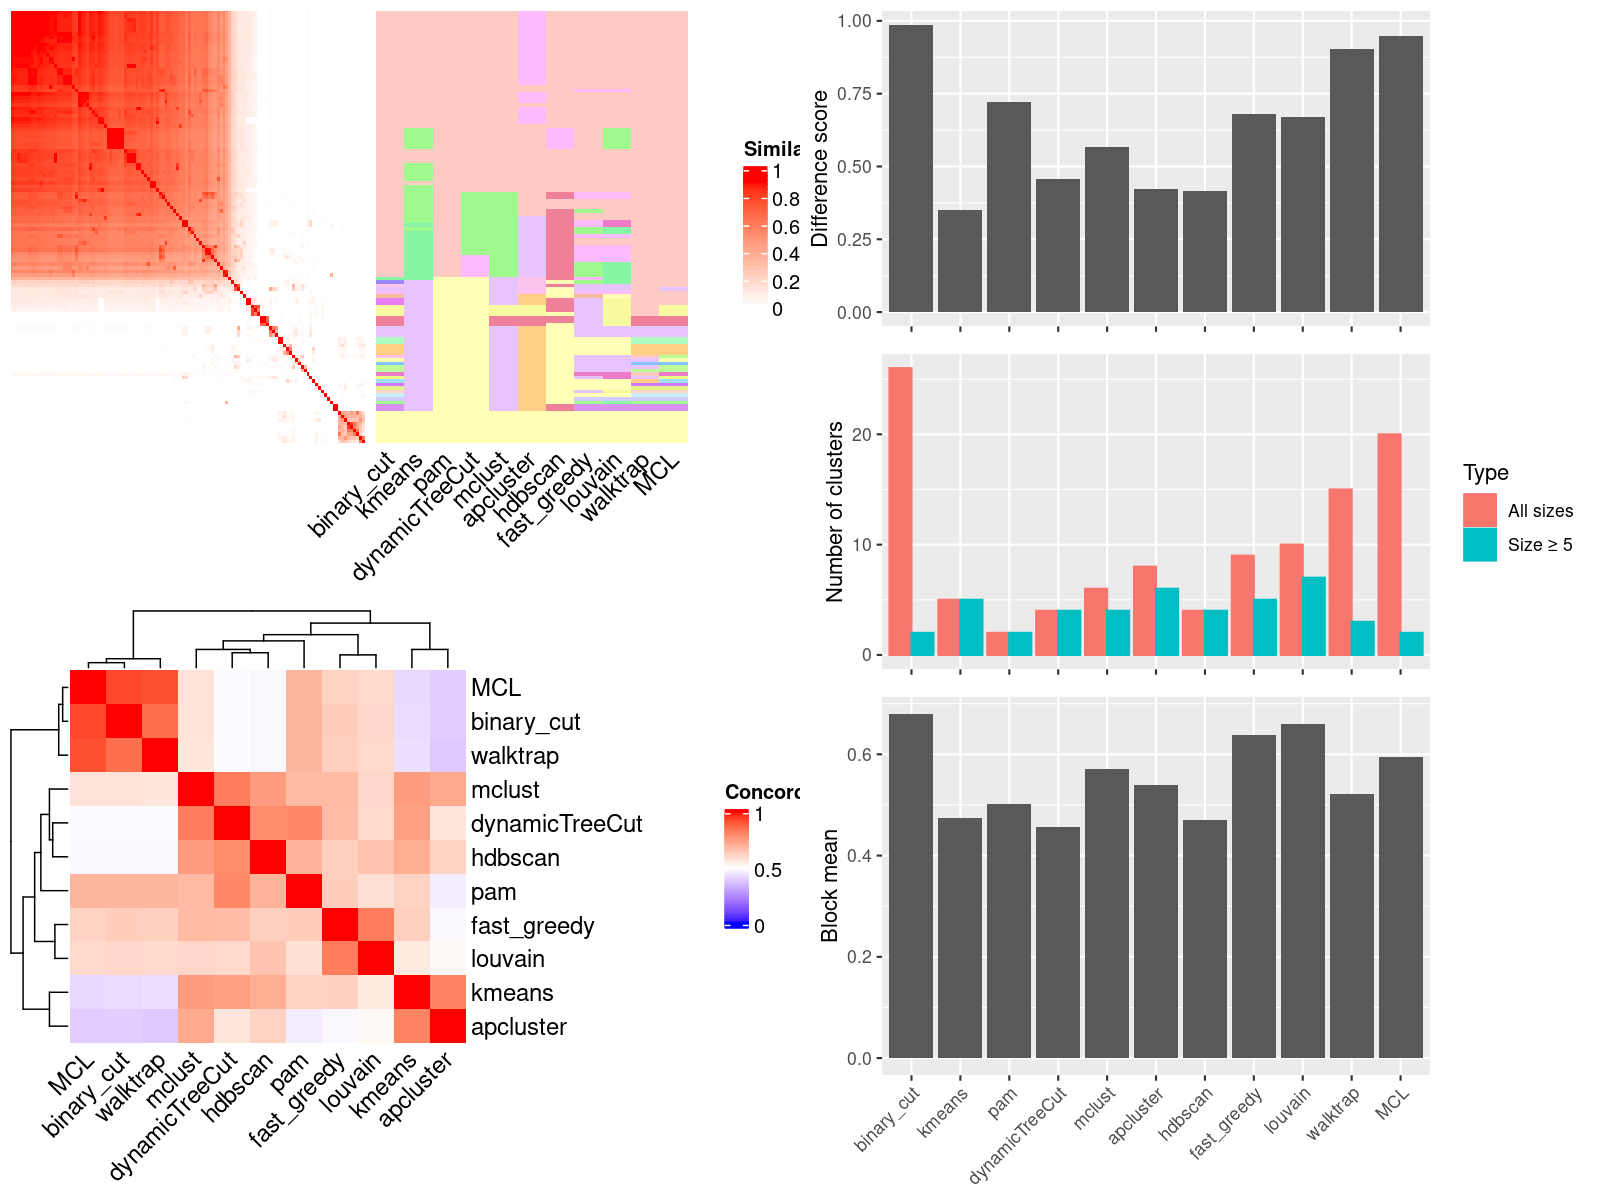 Simila
1
0.8
0.6
0.4
0.2
0
binary_cut
kmeans
pam
dynamicTreeCut
mclust
apcluster
hdbscan
fast_greedy
louvain
walktrap
MCL
MCL
binary_cut
walktrap
mclust
dynamicTreeCut
hdbscan
pam
fast_greedy
louvain
kmeans
apcluster
MCL
binary_cut
walktrap
mclust
dynamicTreeCut
hdbscan
pam
fast_greedy
louvain
kmeans
apcluster
Concord
1
0.5
0
Difference score
1.00
0.75
0.50
0.25
0.00
Number of clusters
20
10
0
Type
All sizes
Size ≥ 5
Block mean
0.6
0.4
0.2
0.0
binary_cut
kmeans
pam
dynamicTreeCut
mclust
apcluster
hdbscan
fast_greedy
louvain
walktrap
MCL